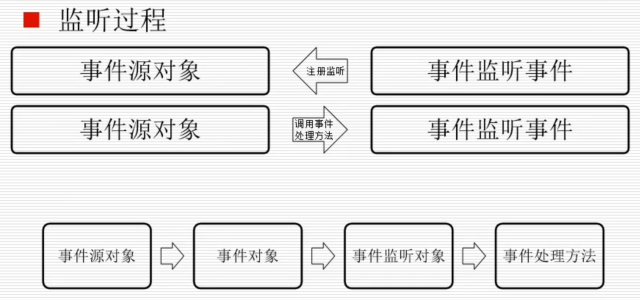 监听过程
事件源对象
注册监听
事件监听事件
事件源对象
调用事件
处理方法
事件监听事件
事件源对象
事件对象
事件监听对象
事件处理方法